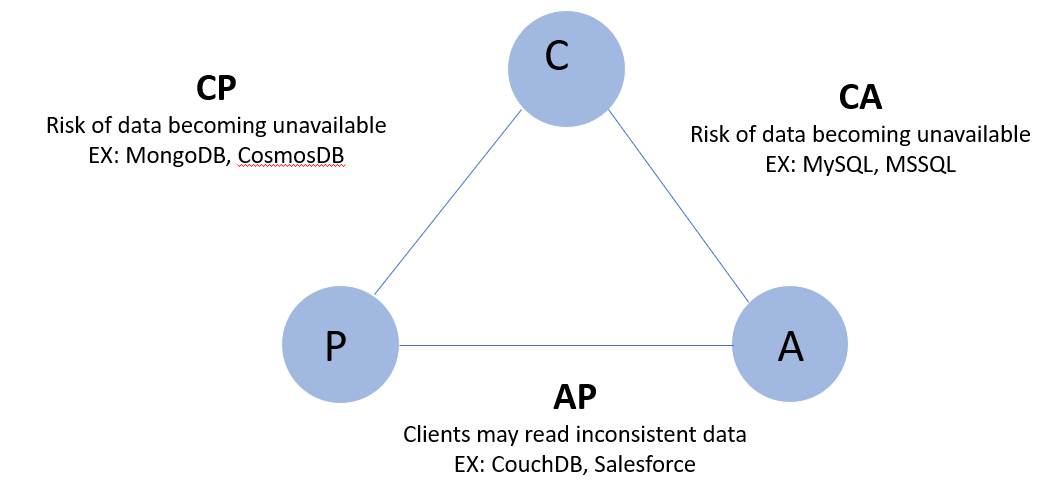 C
CP
Risk of data becoming unavailable
EX: MongoDB, CosmosDB
CA
Risk of data becoming unavailable
EX: MySQL, MSSQL
P
A
AP
Clients may read inconsistent data
EX: CouchDB, Salesforce